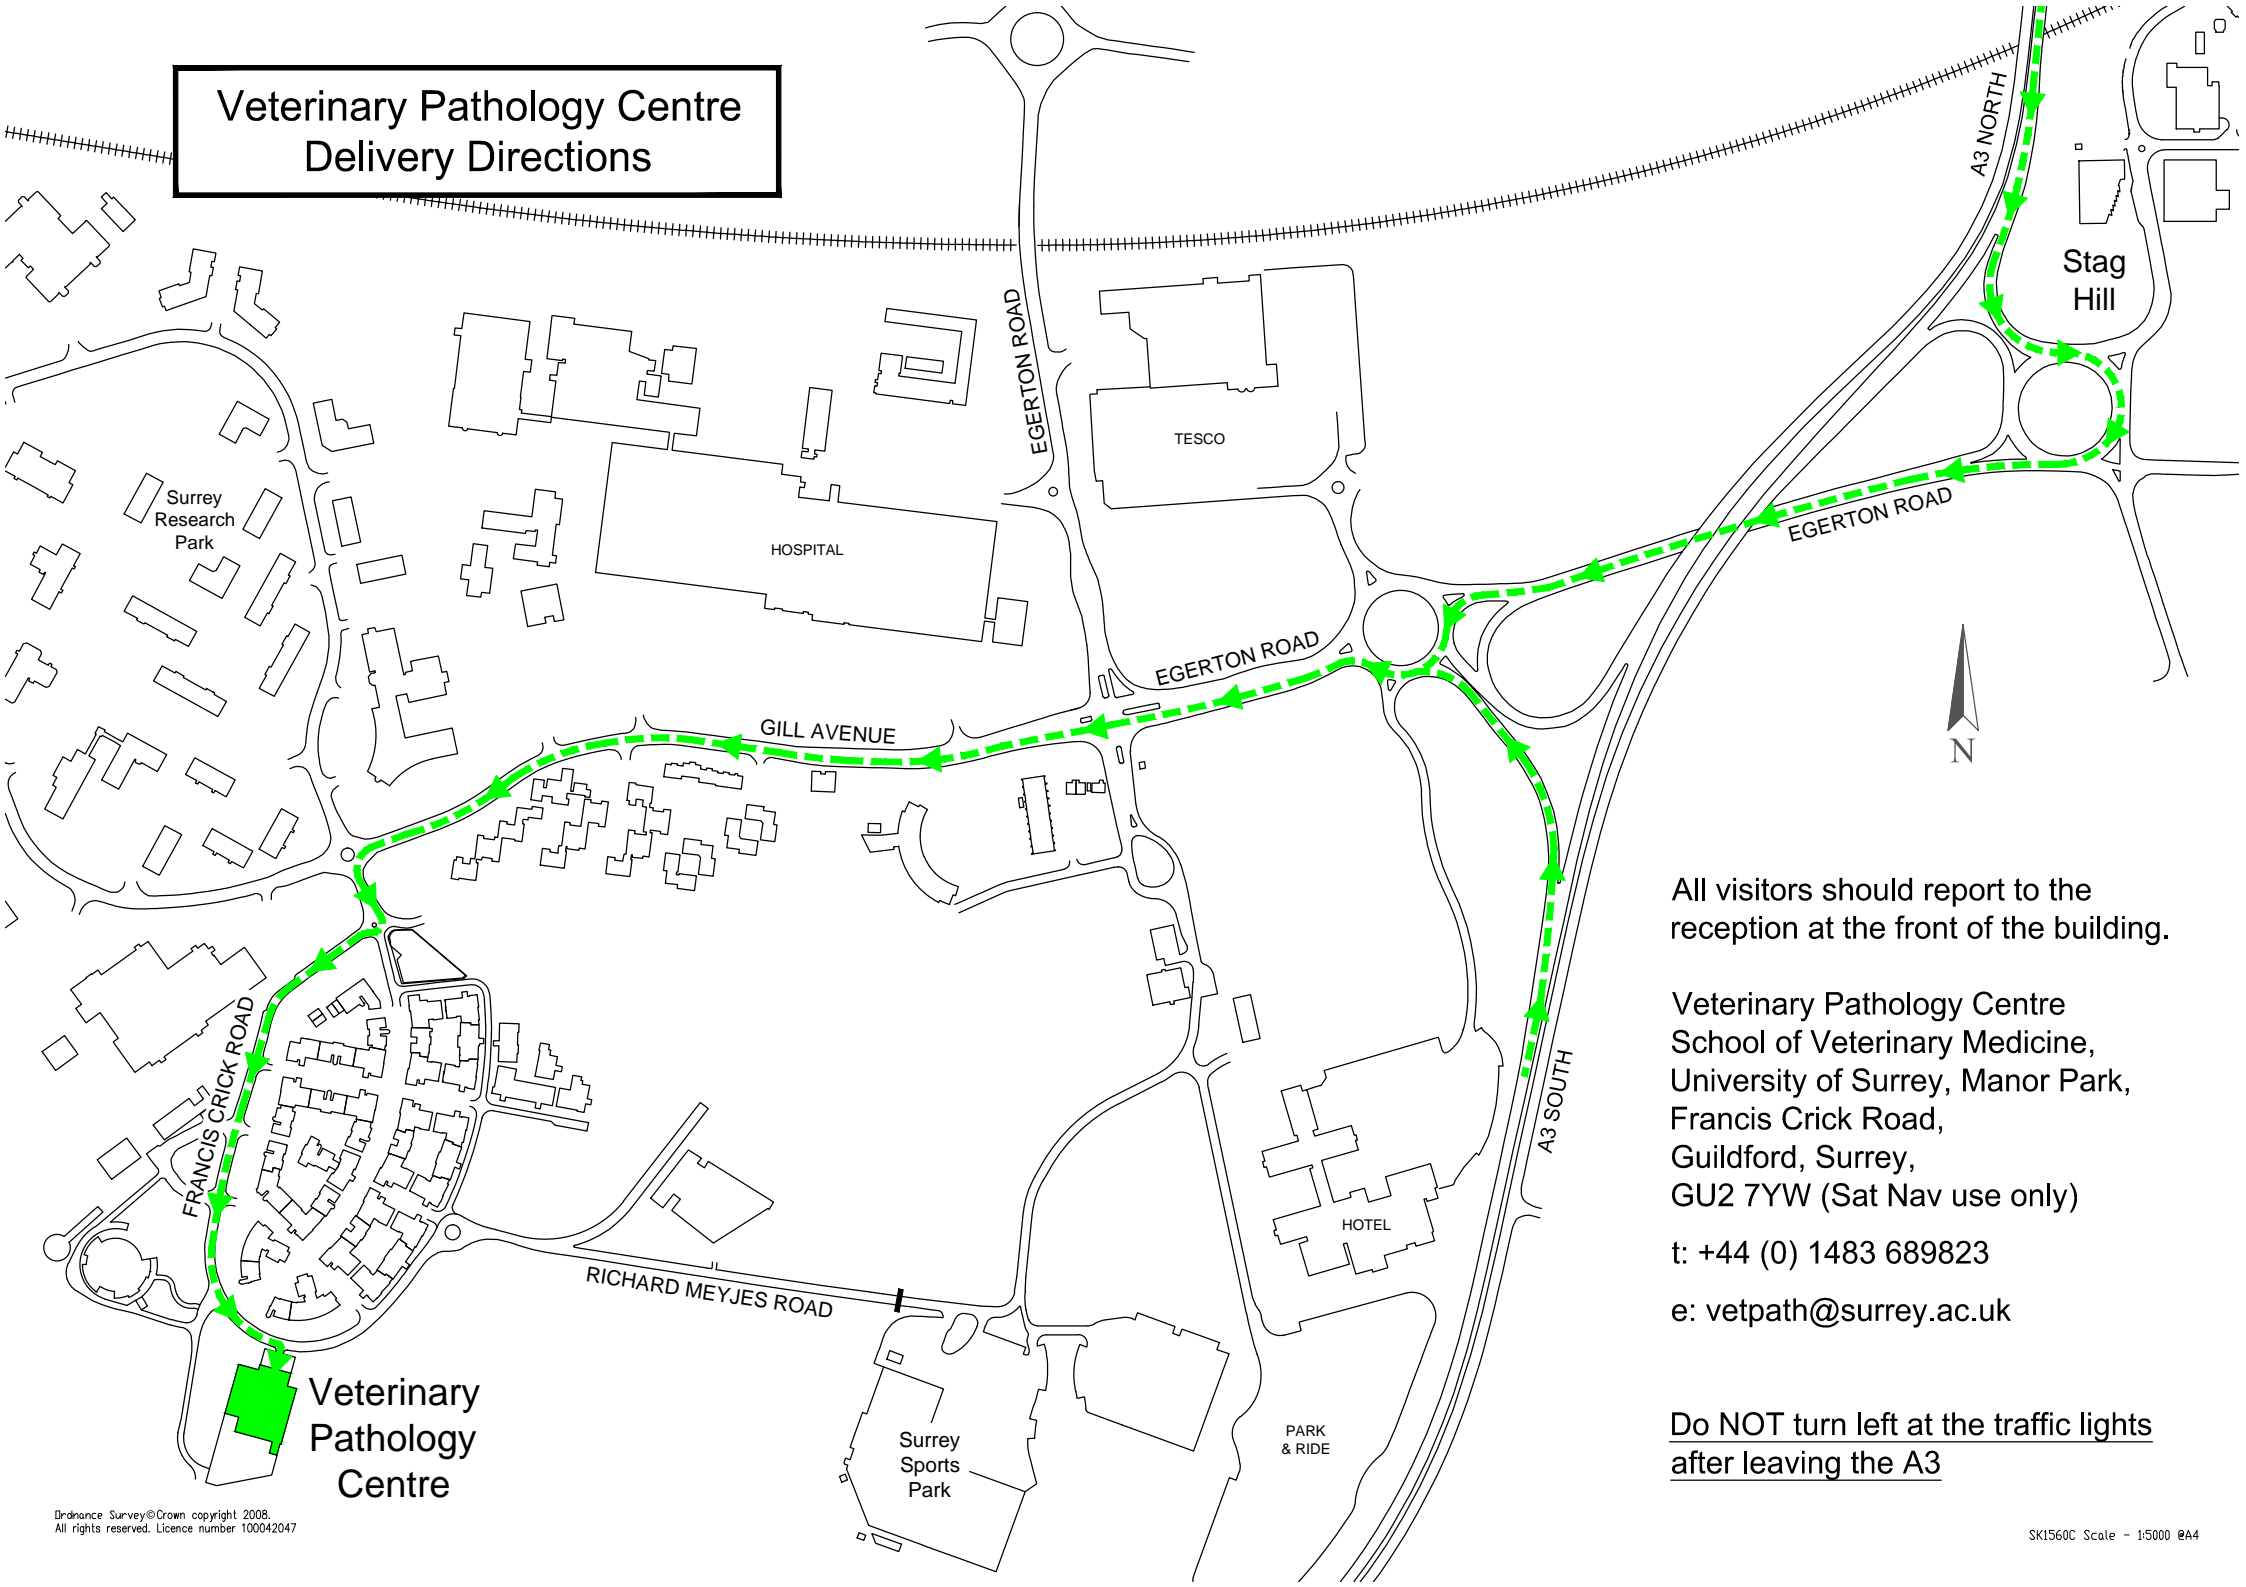 Veterinary Pathology Centre
Delivery Directions
A3 NORTH
Stag
Hill
EGERTON ROAD
EGERTON ROAD
TESCO
Surrey
Research
Park
HOSPITAL
EGERTON ROAD
GILL AVENUE
N
All visitors should report to the
reception at the front of the building.
Veterinary Pathology Centre
School of Veterinary Medicine,
University of Surrey, Manor Park,
Francis Crick Road,
Guildford, Surrey,
GU2 7YW (Sat Nav use only)
t: +44 (0) 1483 689823
e: vetpath@surrey.ac.uk
Do NOT turn left at the traffic lights
after leaving the A3
FRANCIS CRICK ROAD
A3 SOUTH
HOTEL
RICHARD MEYJES ROAD
Veterinary
Pathology
Centre
Surrey
Sports
Park
PARK
& RIDE
Ordnance Survey©Crown copyright 2008.
All rights reserved. Licence number 100042047
SK1560C Scale - 1:5000 @A4